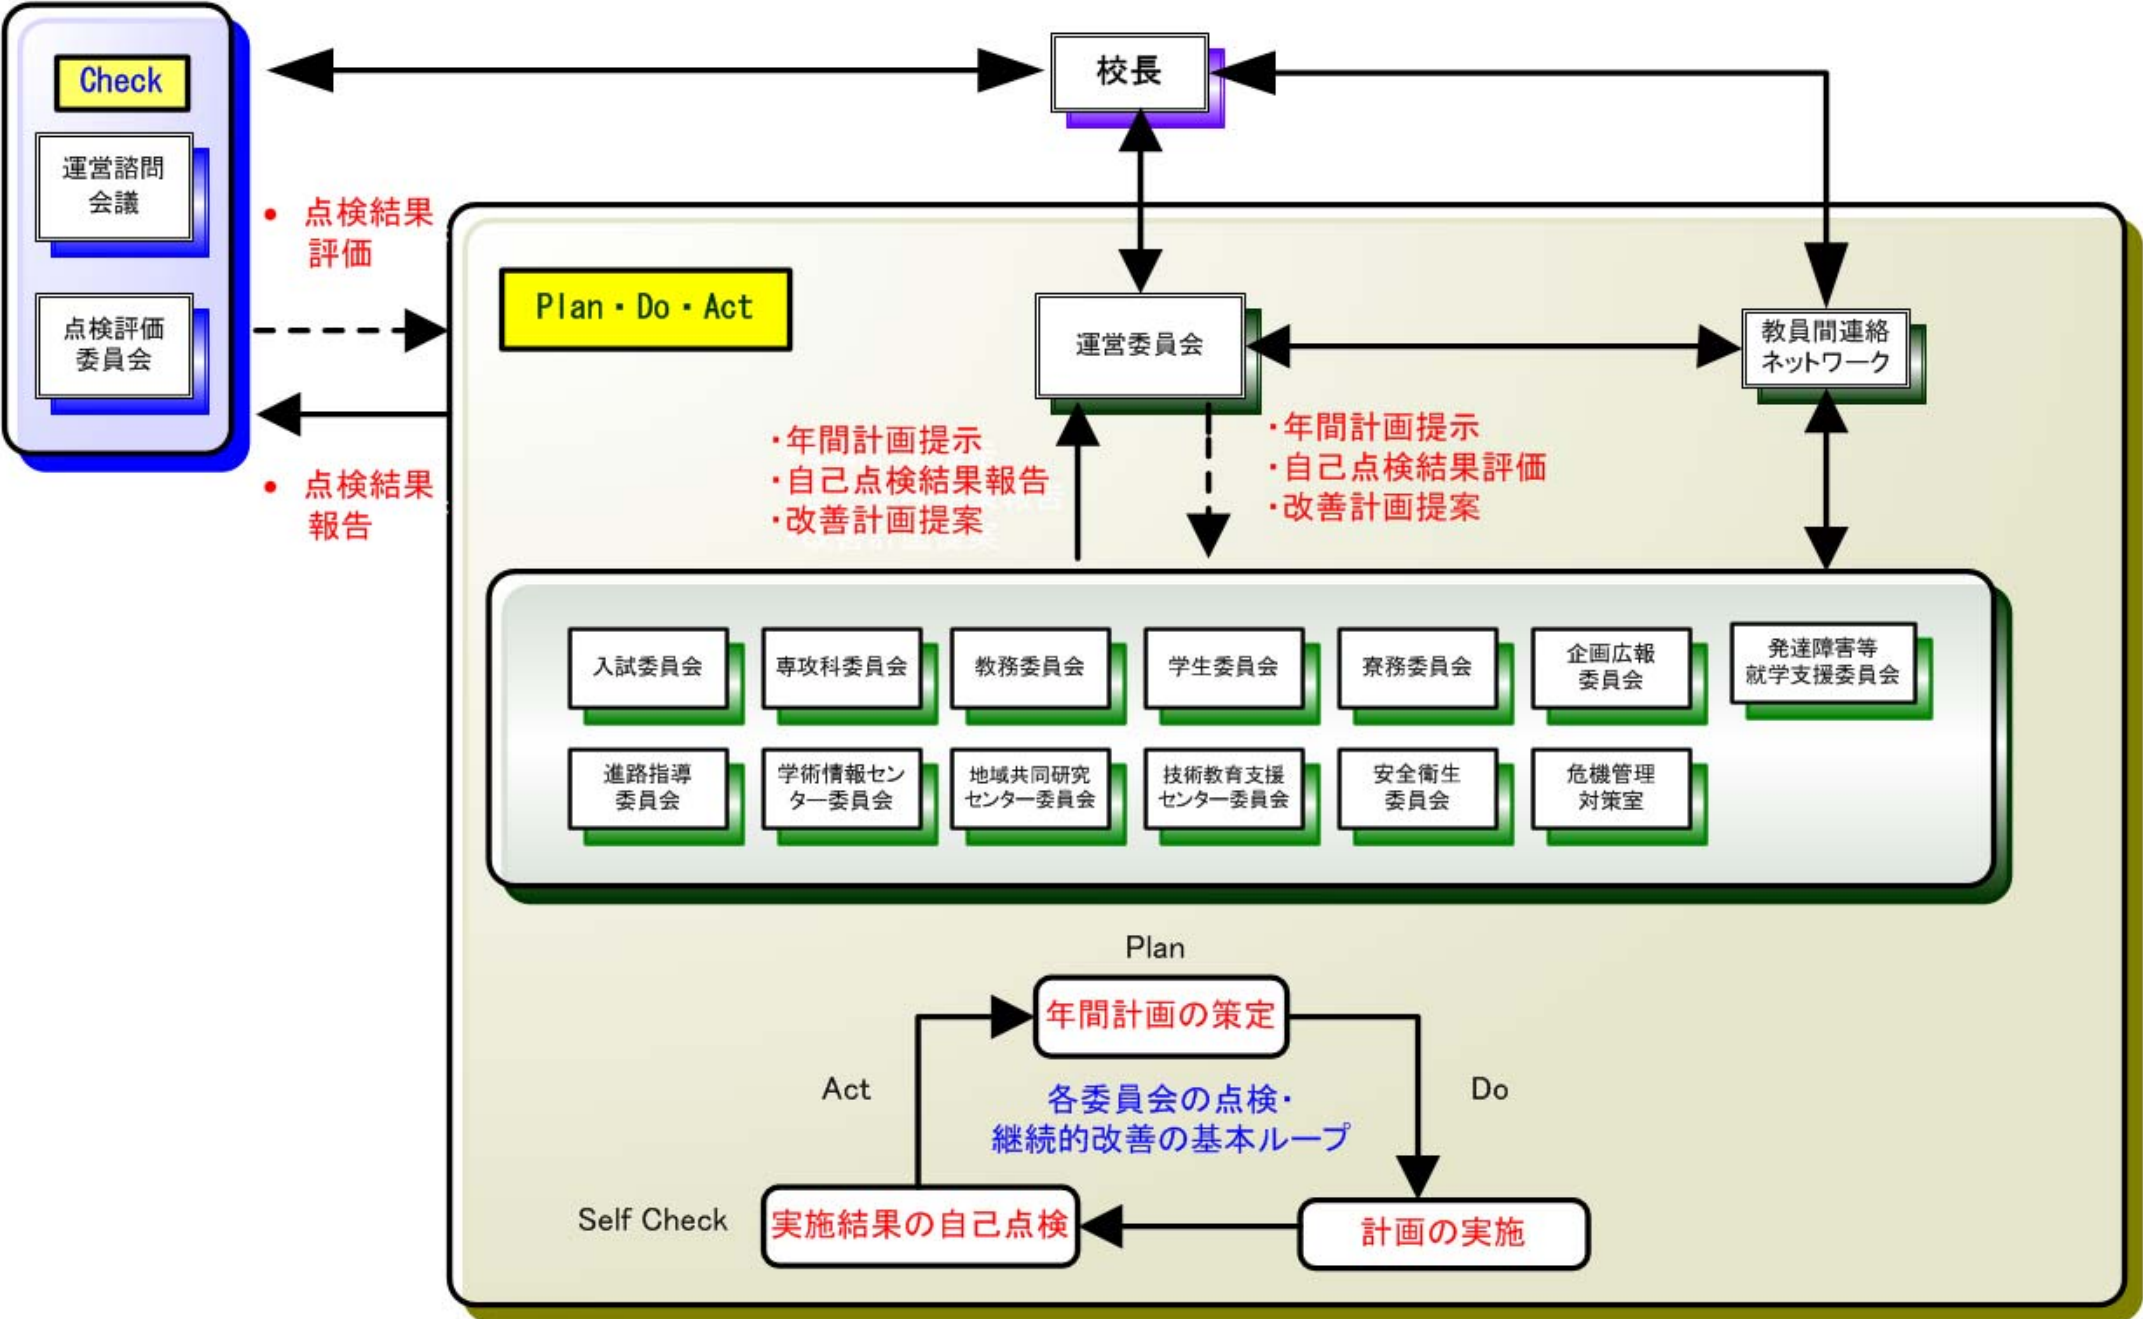 Check
運営諮問
会議
点検評価
委員会
• 点検結果
評価
• 点検結果
報告
校長
Plan・Do・Act
運営委員会
教員間連絡
ネットワーク
・年間計画提示
・自己点検結果報告
・改善計画提案
・年間計画提示
・自己点検結果評価
・改善計画提案
入試委員会
専攻科委員会
教務委員会
学生委員会
寮務委員会
企画広報
委員会
発達障害等
就学支援委員会
進路指導
委員会
学術情報セン
ター委員会
地域共同研究
センター委員会
技術教育支援
センター委員会
安全衛生
委員会
危機管理
対策室
Plan
年間計画の策定
Act
各委員会の点検・
継続的改善の基本ループ
Do
Self Check
実施結果の自己点検
計画の実施